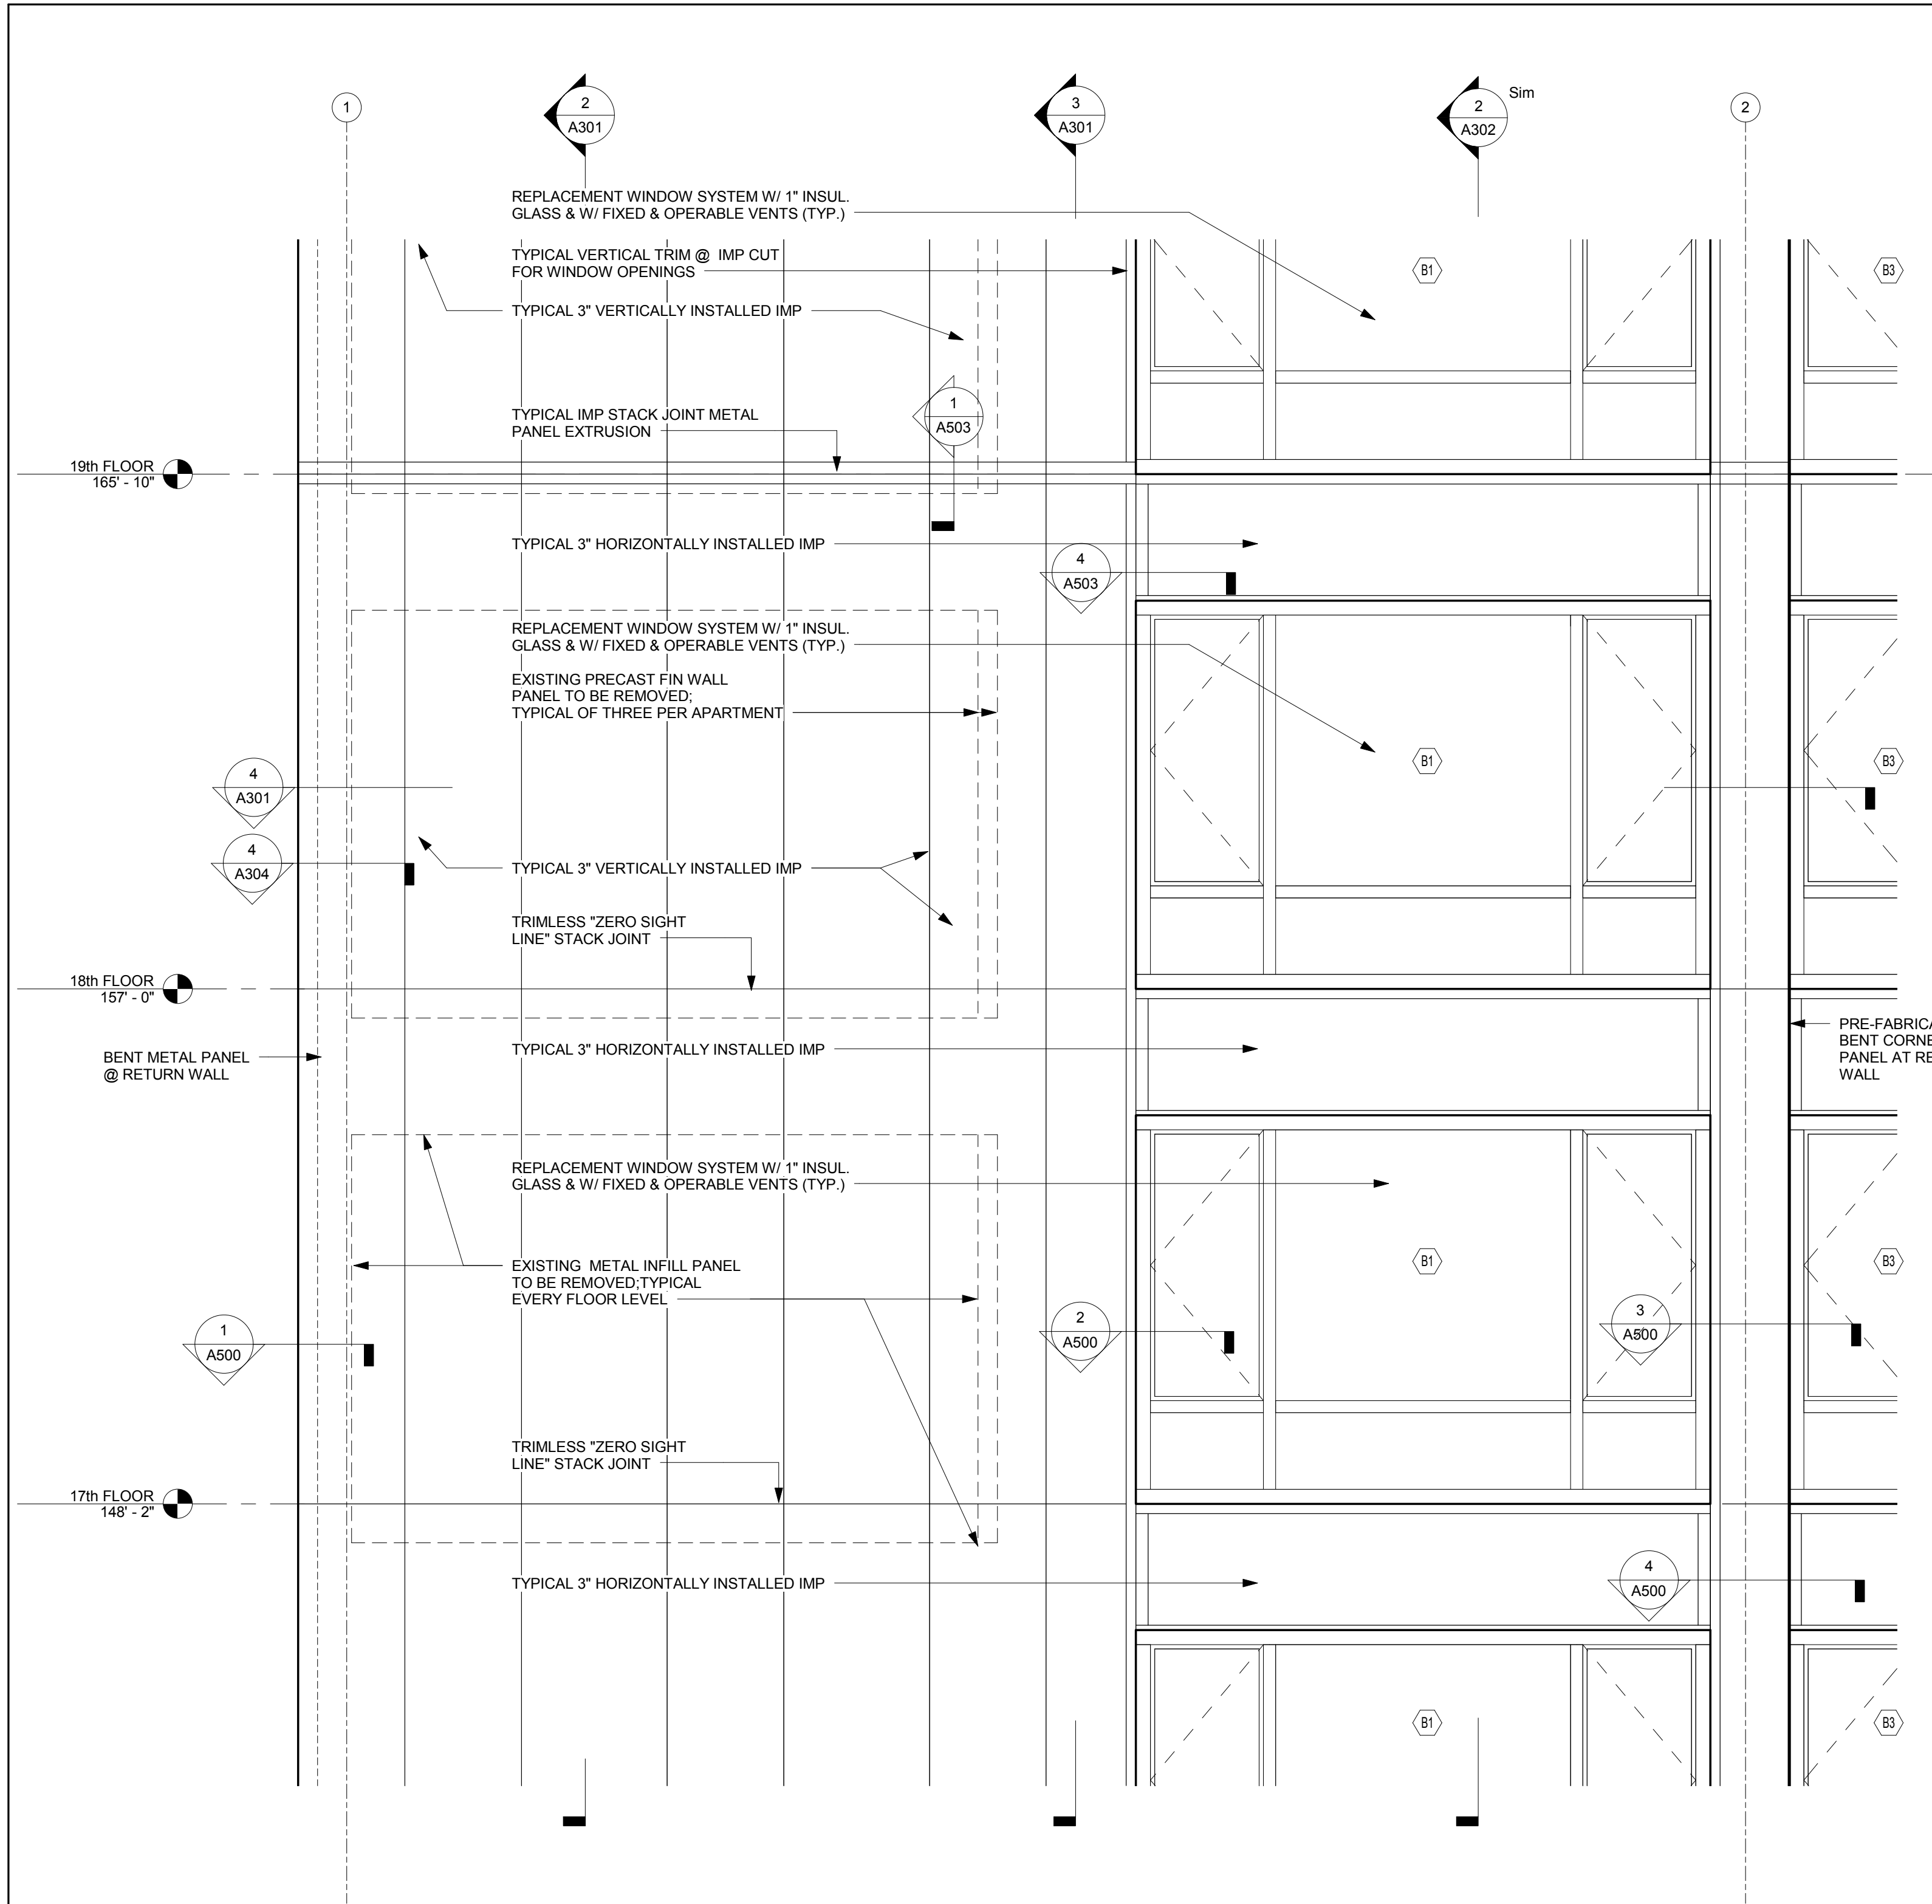 1
2
A301
3
A301
2
A302
Sim
2
REPLACEMENT WINDOW SYSTEM W/ 1" INSUL.
GLASS & W/ FIXED & OPERABLE VENTS (TYP.)
TYPICAL VERTICAL TRIM @  IMP CUT
FOR WINDOW OPENINGS
B1
B3
TYPICAL 3" VERTICALLY INSTALLED IMP
1
A503
TYPICAL IMP STACK JOINT METAL
PANEL EXTRUSION
19th FLOOR
165' - 10"
TYPICAL 3" HORIZONTALLY INSTALLED IMP
4
A503
REPLACEMENT WINDOW SYSTEM W/ 1" INSUL.
GLASS & W/ FIXED & OPERABLE VENTS (TYP.)
EXISTING PRECAST FIN WALL
PANEL TO BE REMOVED;
TYPICAL OF THREE PER APARTMENT
B1
B3
4
A301
4
A304
TYPICAL 3" VERTICALLY INSTALLED IMP
TRIMLESS "ZERO SIGHT
LINE" STACK JOINT
18th FLOOR
157' - 0"
BENT METAL PANEL
@ RETURN WALL
TYPICAL 3" HORIZONTALLY INSTALLED IMP
PRE-FABRICA
BENT CORNE
PANEL AT RE
WALL
REPLACEMENT WINDOW SYSTEM W/ 1" INSUL.
GLASS & W/ FIXED & OPERABLE VENTS (TYP.)
EXISTING  METAL INFILL PANEL
TO BE REMOVED;TYPICAL
EVERY FLOOR LEVEL
B1
B3
1
A500
2
A500
3
A500
TRIMLESS "ZERO SIGHT
LINE" STACK JOINT
17th FLOOR
148' - 2"
TYPICAL 3" HORIZONTALLY INSTALLED IMP
4
A500
B1
B3